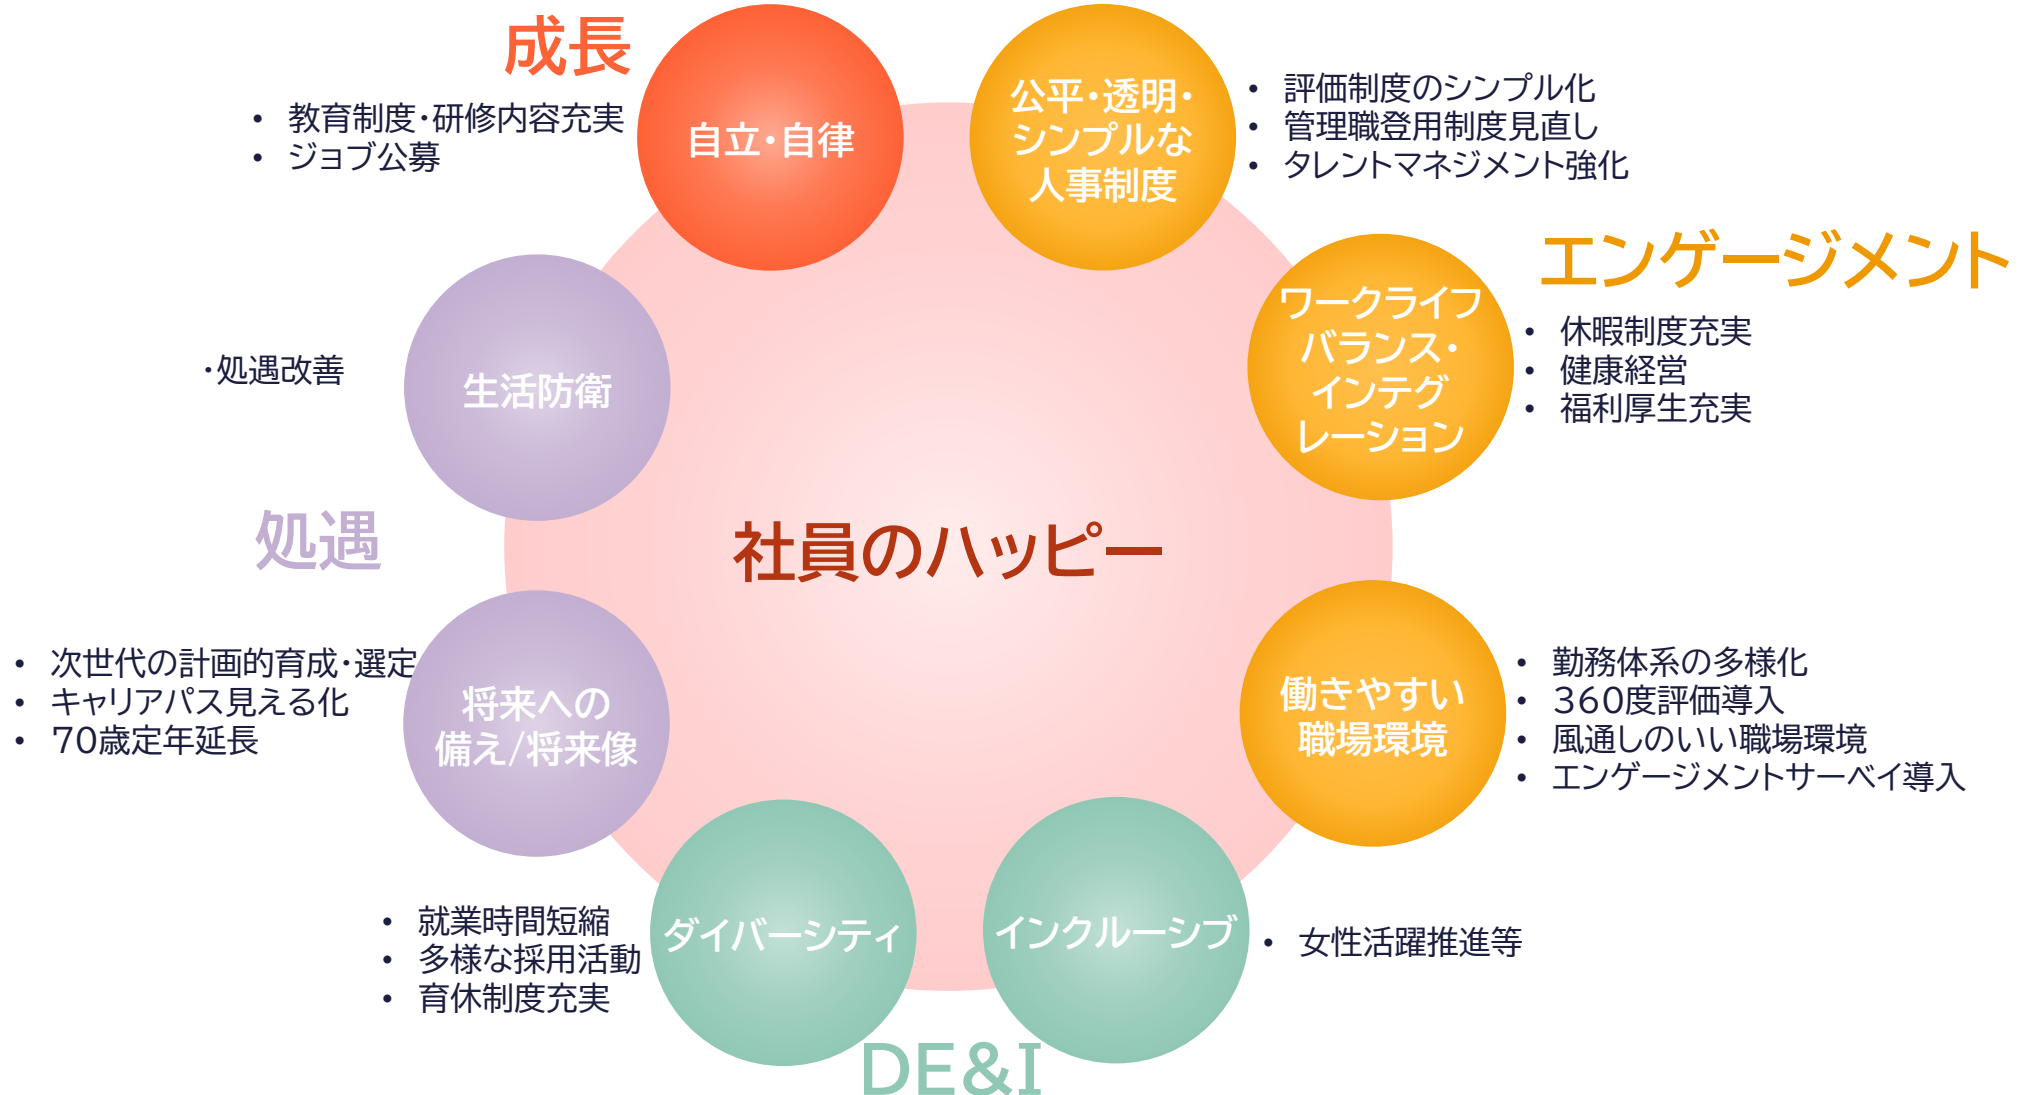 成長
• 教育制度・研修内容充実
• ジョブ公募
自立・自律
公平・透明・
シンプルな
人事制度
• 評価制度のシンプル化
• 管理職登用制度見直し
• タレントマネジメント強化
エンゲージメント
ワークライフ
バランス・
インテグ
レーション
• 休暇制度充実
• 健康経営
• 福利厚生充実
・処遇改善
生活防衛
社員のハッピー
処遇
• 次世代の計画的育成・選定
• キャリアパス見える化
• 70歳定年延長
将来への
備え/将来像
働きやすい
職場環境
• 勤務体系の多様化
• 360度評価導入
• 風通しのいい職場環境
• エンゲージメントサーベイ導入
• 就業時間短縮
• 多様な採用活動
• 育休制度充実
ダイバーシティ
インクルーシブ
• 女性活躍推進等
DE&I